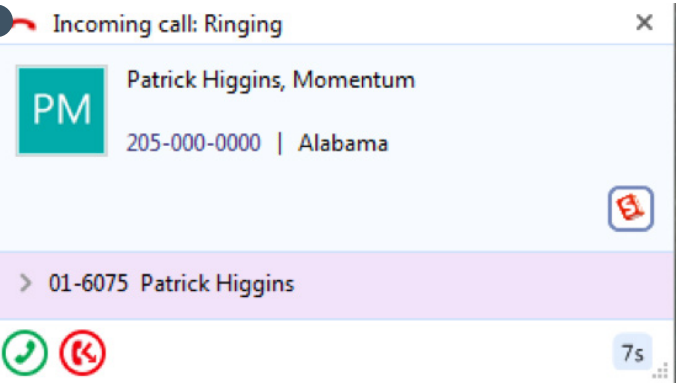 Incoming call: Ringing
PM
Patrick Higgins, Momentum
205-000-0000 | Alabama
01-6075 Patrick Higgins
7s